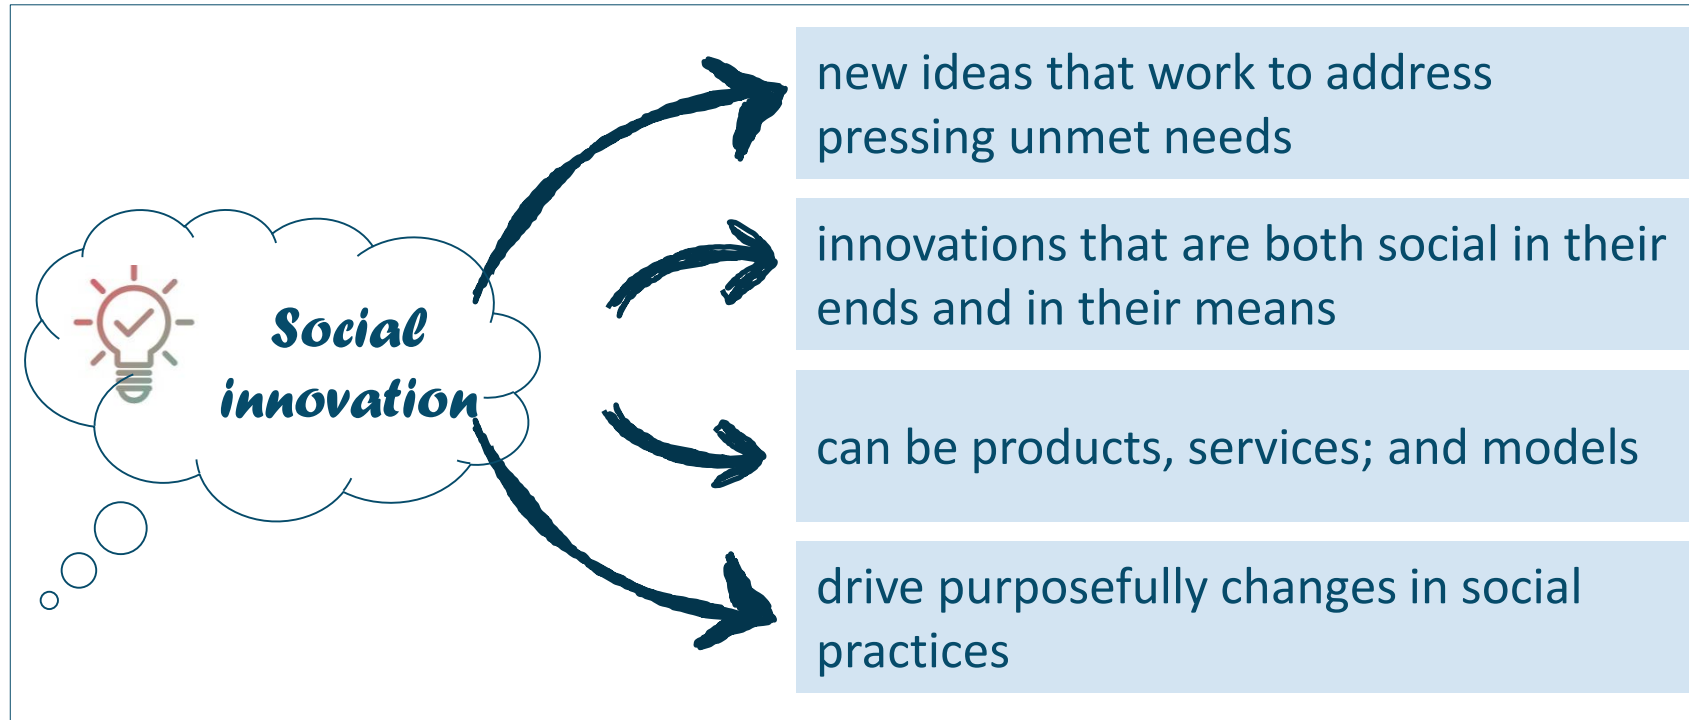 Social
innovation
new ideas that work to address
pressing unmet needs
innovations that are both social in their
ends and in their means
can be products, services; and models
drive purposefully changes in social
practices